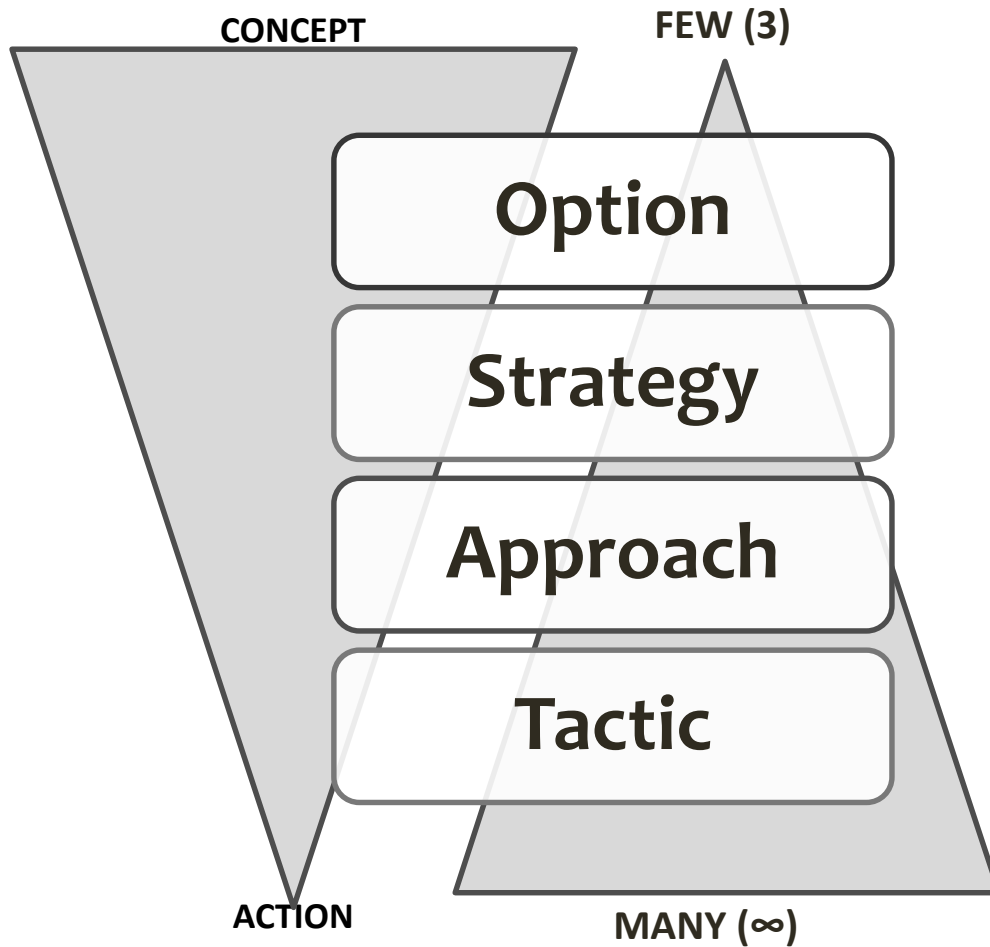 CONCEPT
FEW (3)
Option
Strategy
Approach
Tactic
ACTION
MANY (∞)